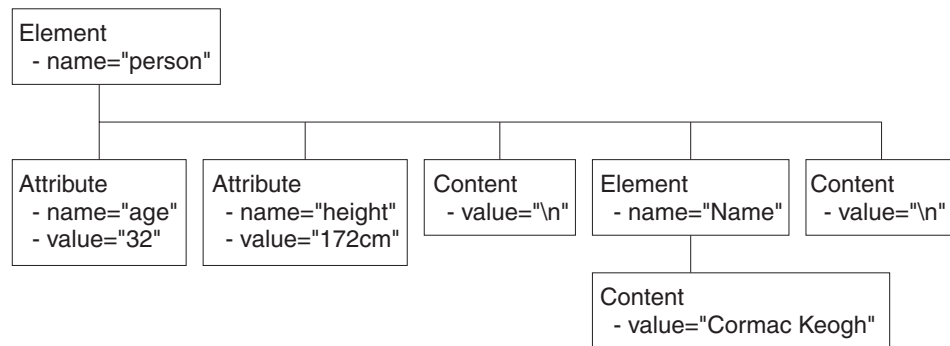 Element
- name="person"
Attribute
- name="age"
- value="32"
Attribute
- name="height"
- value="172cm"
Content
- value="\n"
Element
- name="Name"
Content
- value="\n"
Content
- value="Cormac Keogh"